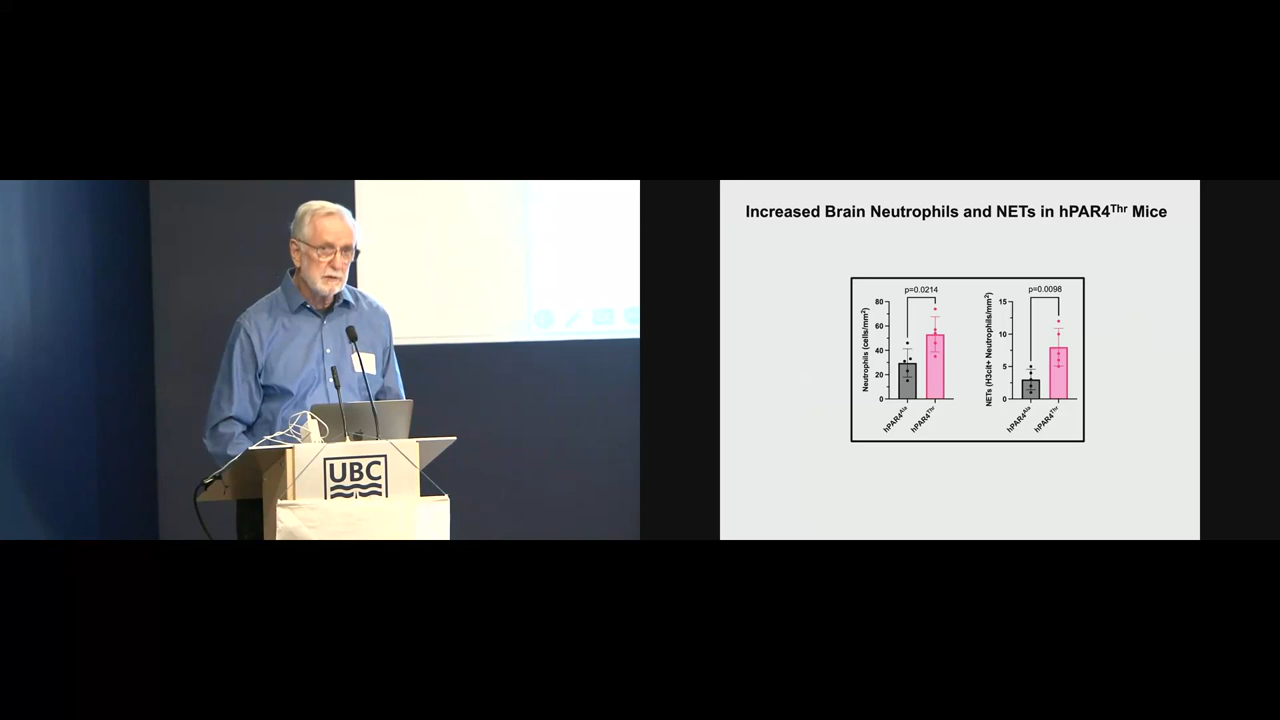 UBC
Increased Brain Neutrophils and NETs in hPAR4Thr Mice
p=0.0214
80
60
40
20
0
Neutrophils (cells/mm2)
hPAR4Ala
hPAR4Thr
p=0.0098
15
10
5
0
NETs (H3cit+ Neutrophils/mm2)
hPAR4Ala
hPAR4Thr